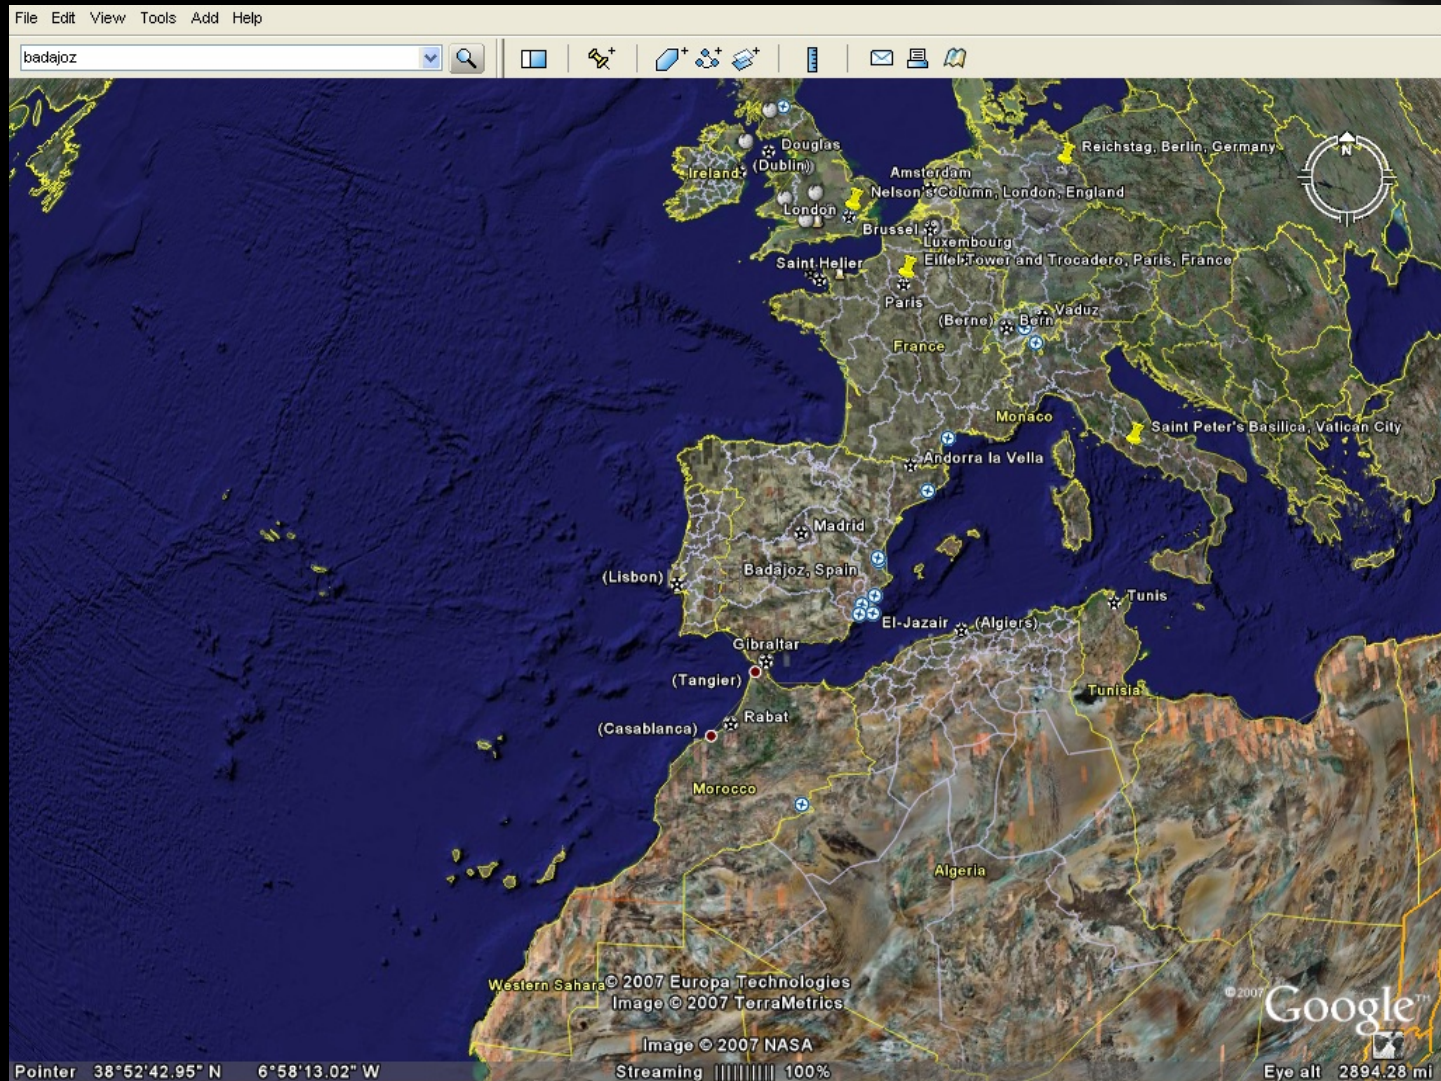 File Edit View Tools Add Help
badajoz
N
Douglas
Reichstag, Berlin, Germany
(Dublin)
Ireland
Amsterdam
Nelson's Column, London, England
London
Brussel
Luxembourg
Saint Helier
Eiffel Tower and Trocadero, Paris, France
Paris
Vaduz
(Berne) Bern
France
Monaco
Saint Peter's Basilica, Vatican City
Andorra la Vella
Madrid
Badajoz, Spain
(Lisbon)
Tunis
El-Jazair (Algiers)
Gibraltar
(Tangier)
Tunisia
Rabat
(Casablanca)
Morocco
Algeria
Western Sahara
© 2007 Europa Technologies
Image © 2007 TerraMetrics
© 2007 Google™
Image © 2007 NASA
Pointer 38°52'42.95" N 6°58'13.02" W Streaming |||||||||| 100% Eye alt 2894.28 mi